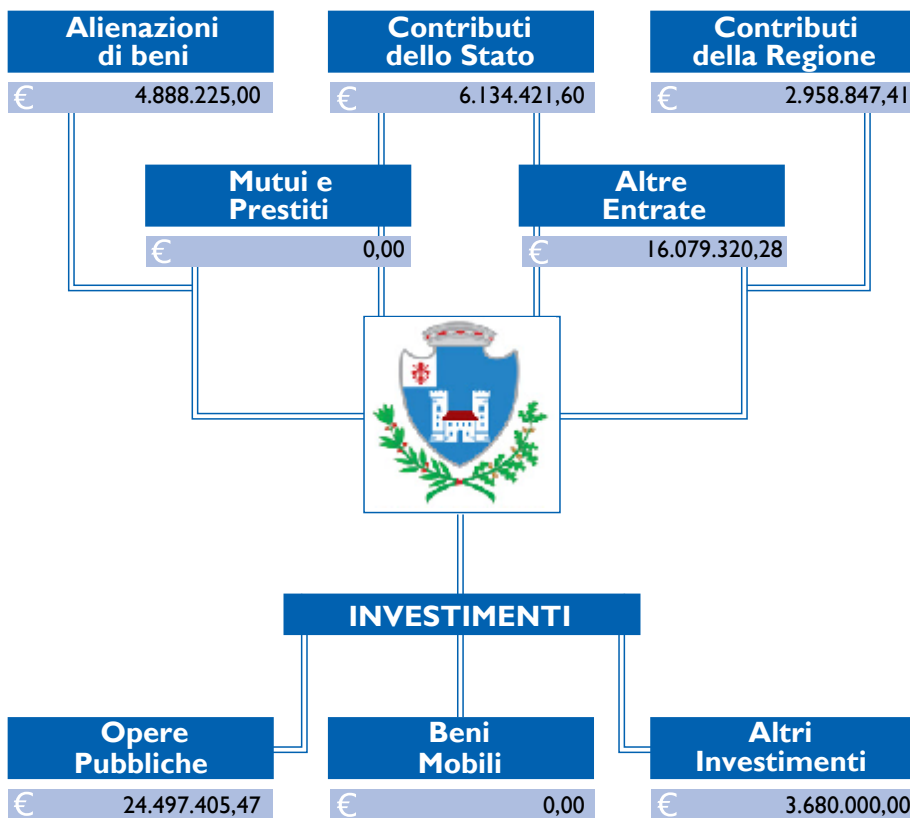 Alienazioni
di beni
€ 4.888.225,00
Contributi
dello Stato
€ 6.134.421,60
Contributi
della Regione
€ 2.958.847,41
Mutui e
Prestiti
€ 0,00
Altre
Entrate
€ 16.079.320,28
INVESTIMENTI
Opere
Pubbliche
€ 24.497.405,47
Beni
Mobili
€ 0,00
Altri
Investimenti
€ 3.680.000,00